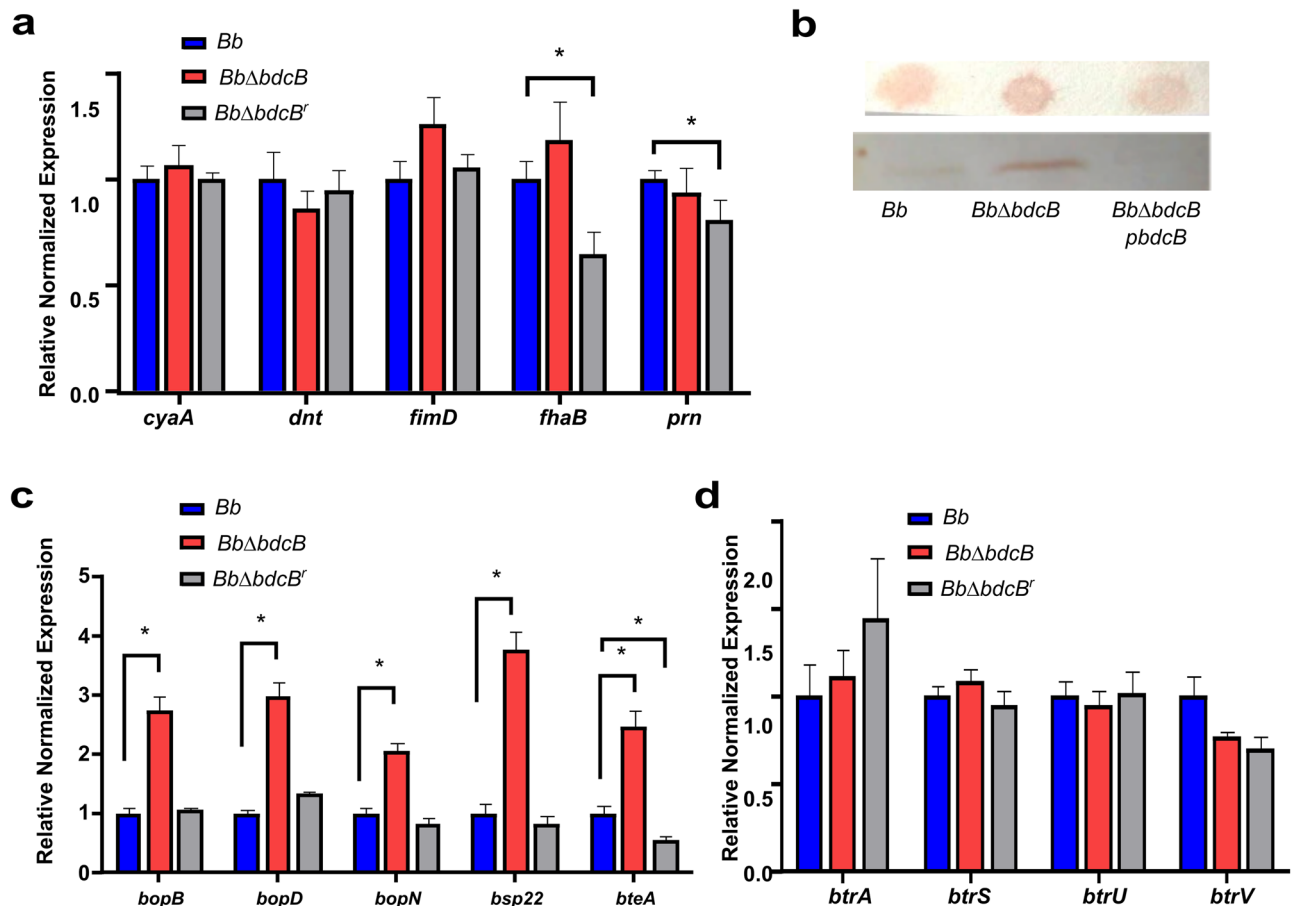 a
Bb
BbΔbdcB
BbΔbdcBʳ
Relative Normalized Expression
1.5
1.0
0.5
0.0
*
*
cyaA dnt fimD fhaB prn
b
Bb BbΔbdcB BbΔbdcB
pbdcB
c
Bb
BbΔbdcB
BbΔbdcBʳ
Relative Normalized Expression
5
4
3
2
1
0
* * * * * *
bopB bopD bopN bsp22 bteA
d
Bb
BbΔbdcB
BbΔbdcBʳ
Relative Normalized Expression
2.0
1.5
1.0
0.5
0.0
btrA btrS btrU btrV